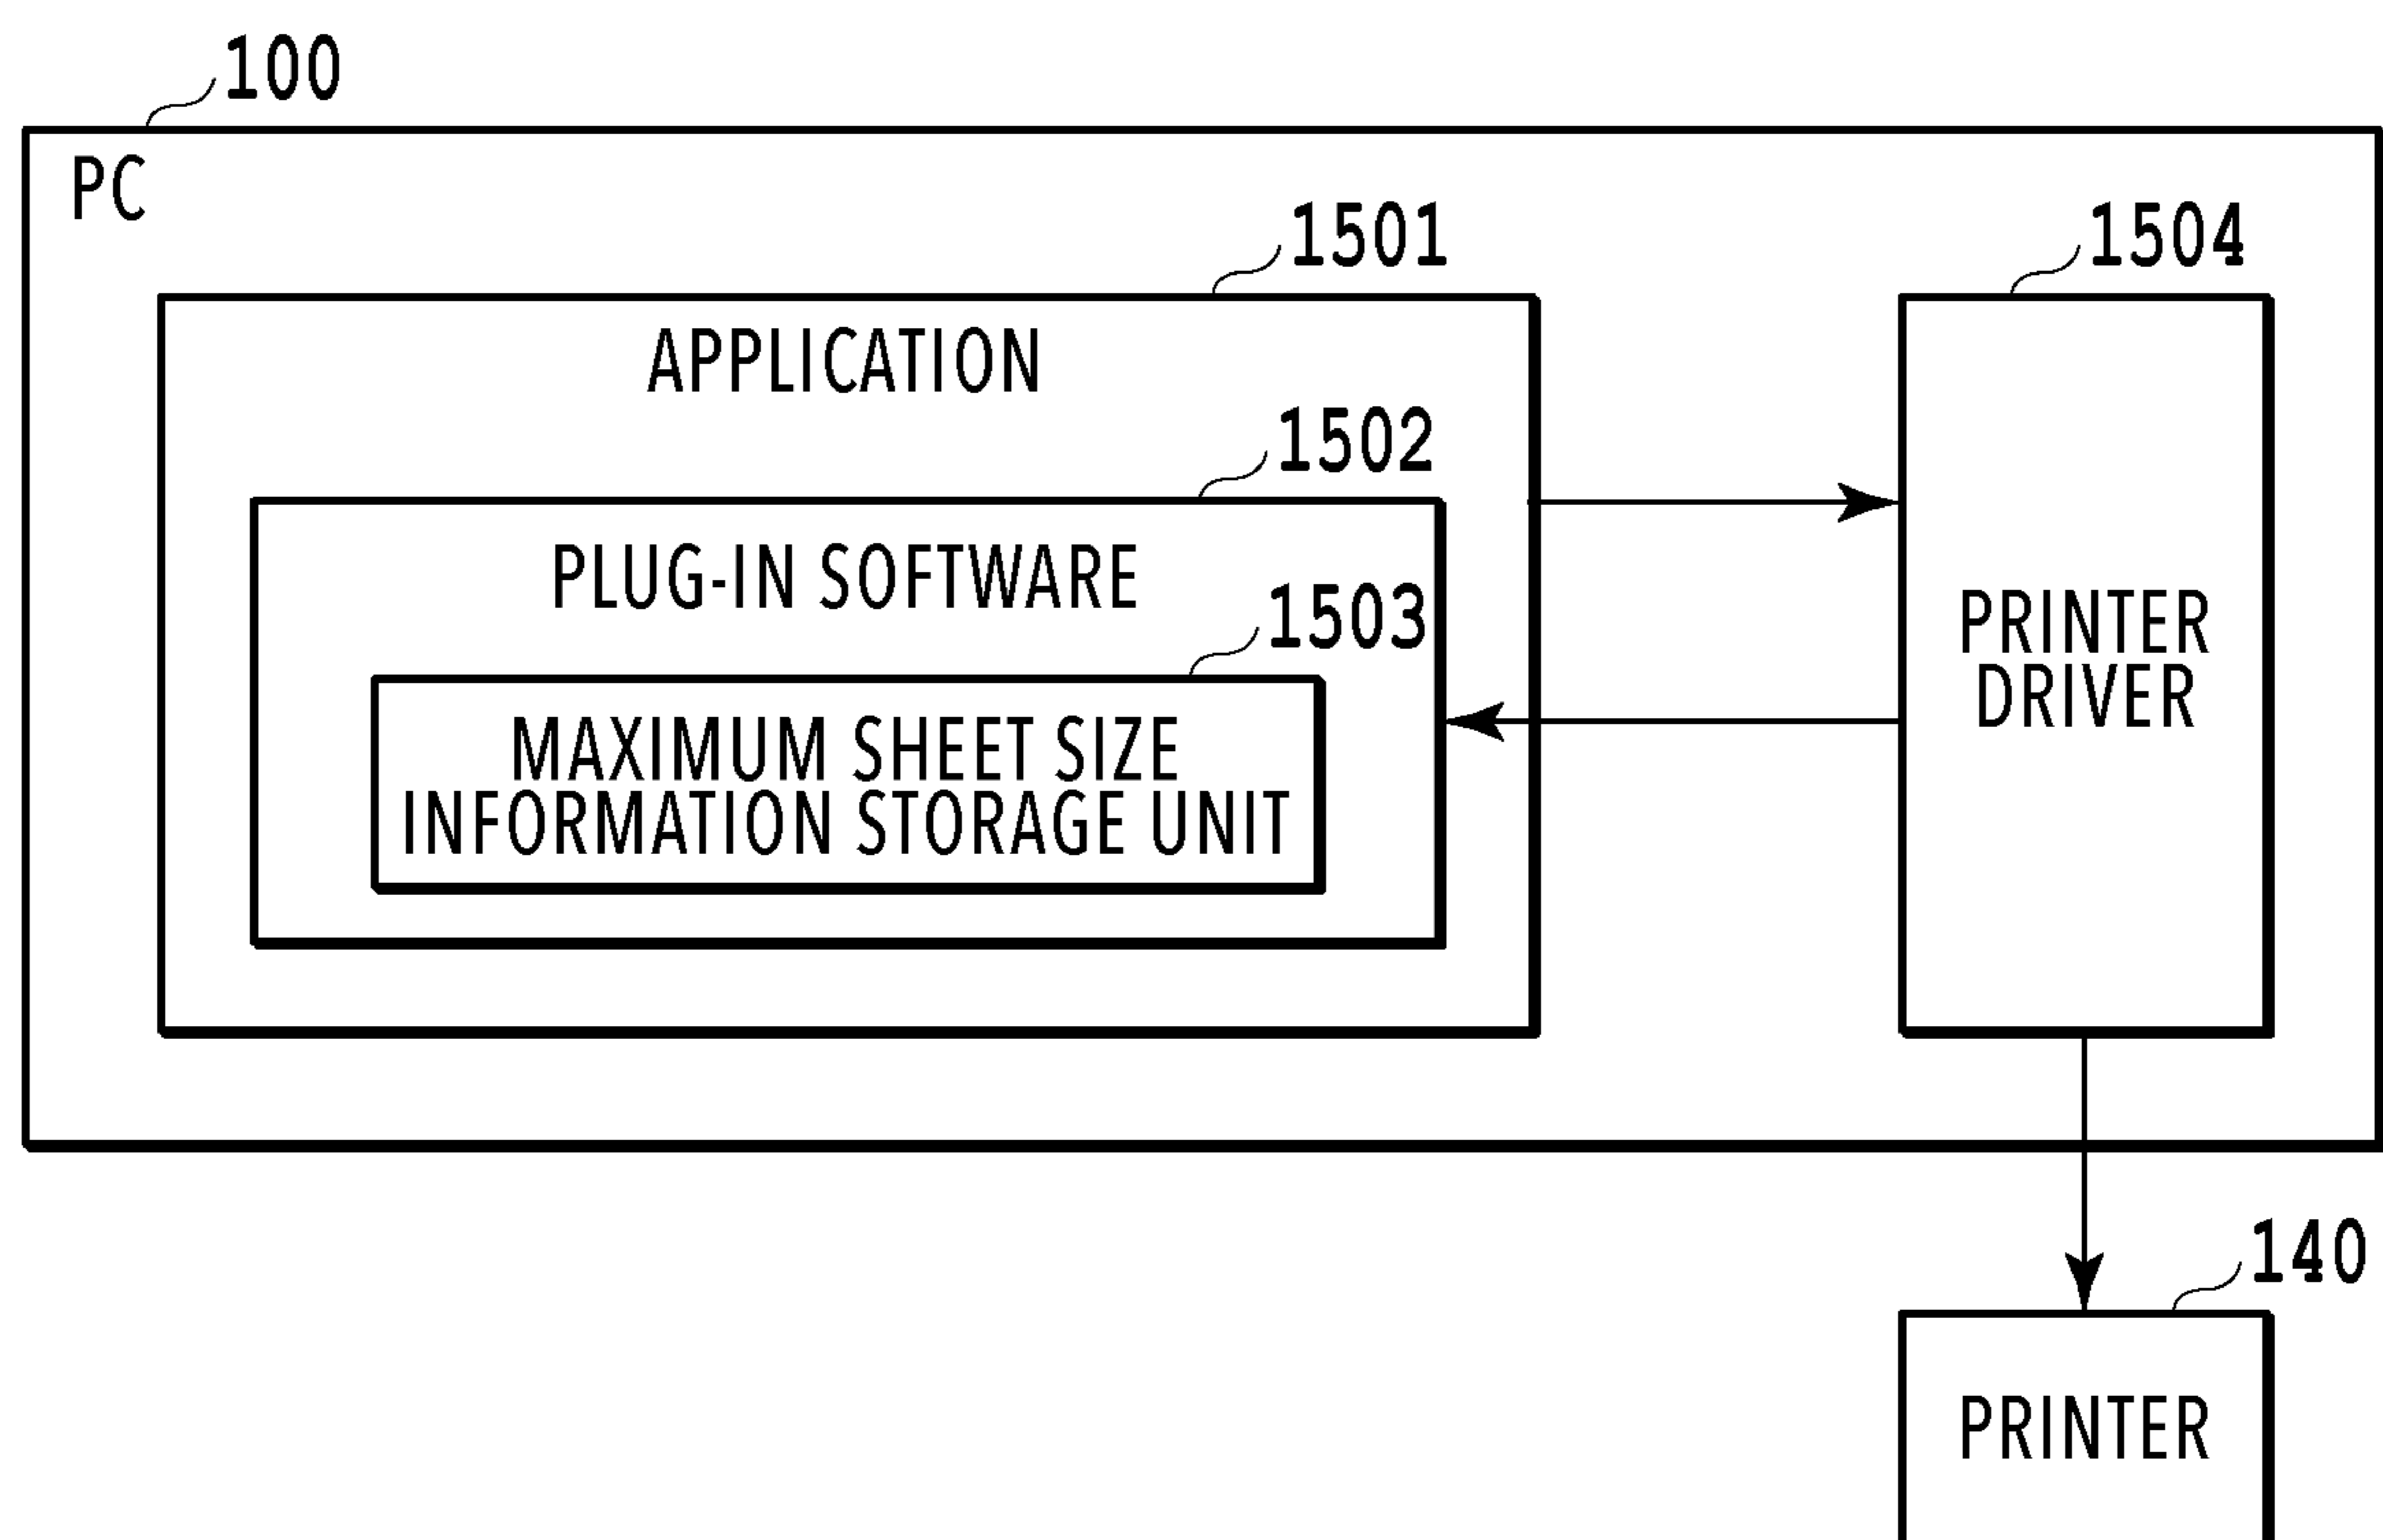 100
PC
1501
1504
APPLICATION
1502
PLUG-IN SOFTWARE
1503
PRINTER
DRIVER
MAXIMUM SHEET SIZE
INFORMATION STORAGE UNIT
140
PRINTER